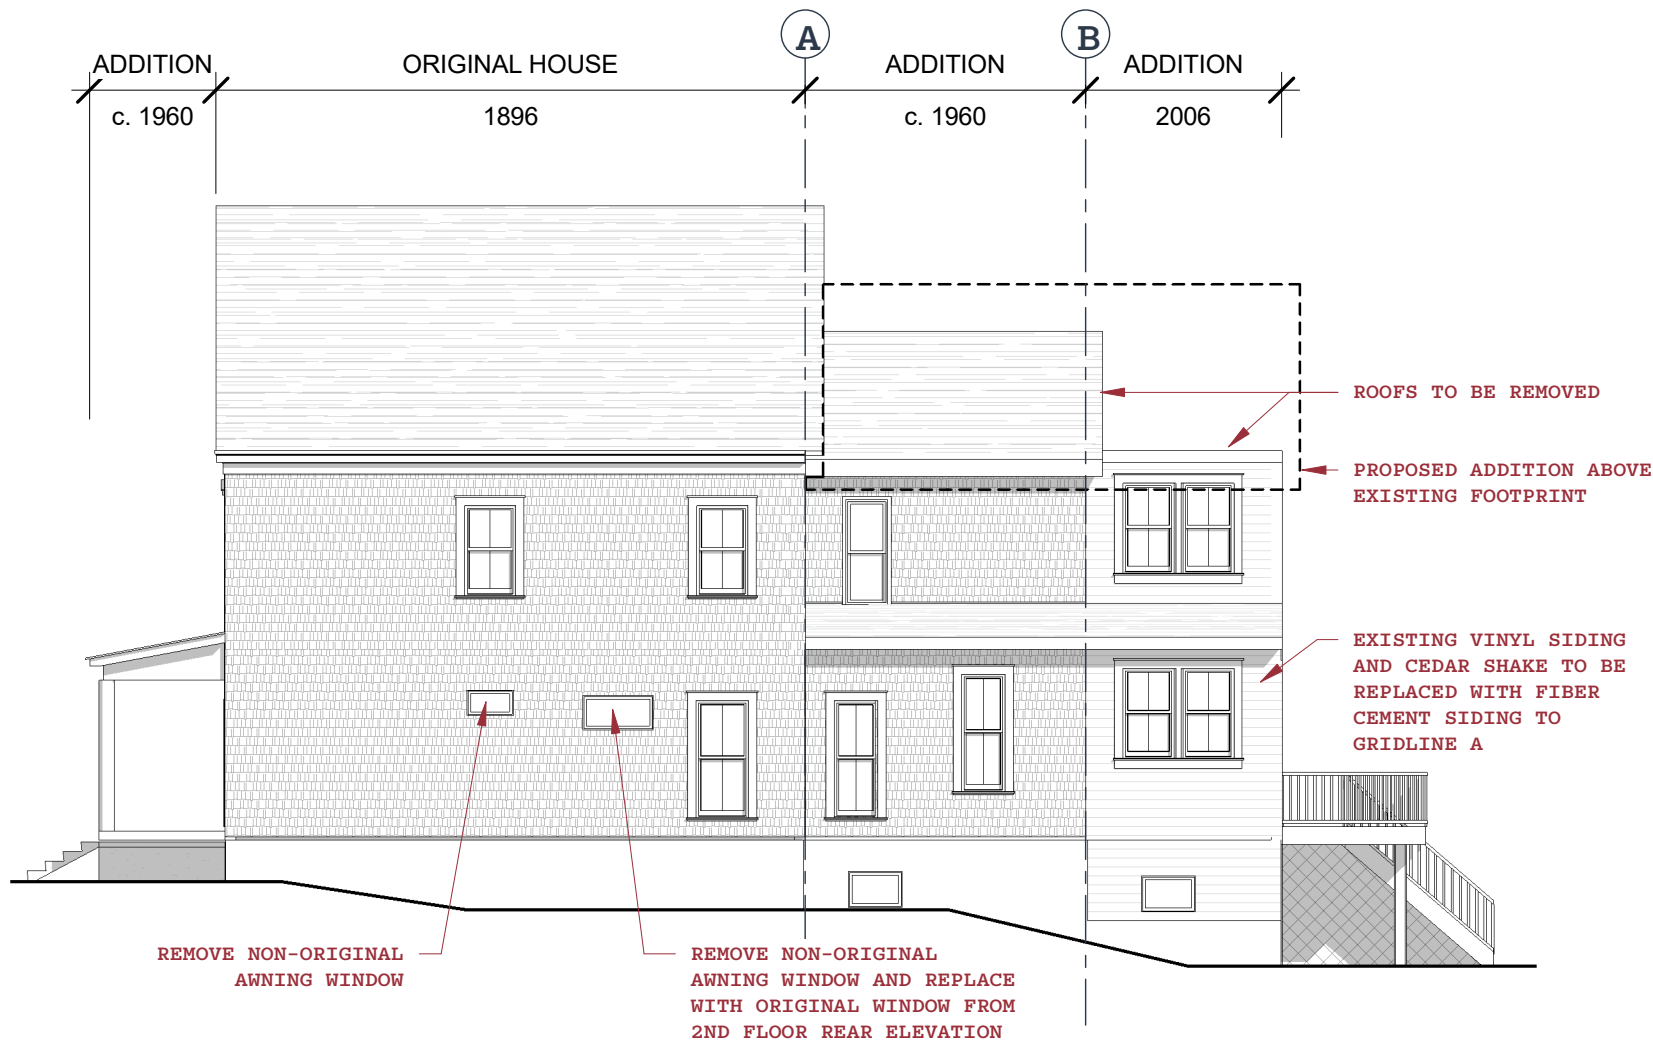 A
B
ADDITION
ORIGINAL HOUSE
ADDITION
ADDITION
c. 1960
1896
c. 1960
2006
ROOFS TO BE REMOVED
PROPOSED ADDITION ABOVE
EXISTING FOOTPRINT
EXISTING VINYL SIDING
AND CEDAR SHAKE TO BE
REPLACED WITH FIBER
CEMENT SIDING TO
GRIDLINE A
REMOVE NON-ORIGINAL
AWNING WINDOW
REMOVE NON-ORIGINAL
AWNING WINDOW AND REPLACE
WITH ORIGINAL WINDOW FROM
2ND FLOOR REAR ELEVATION